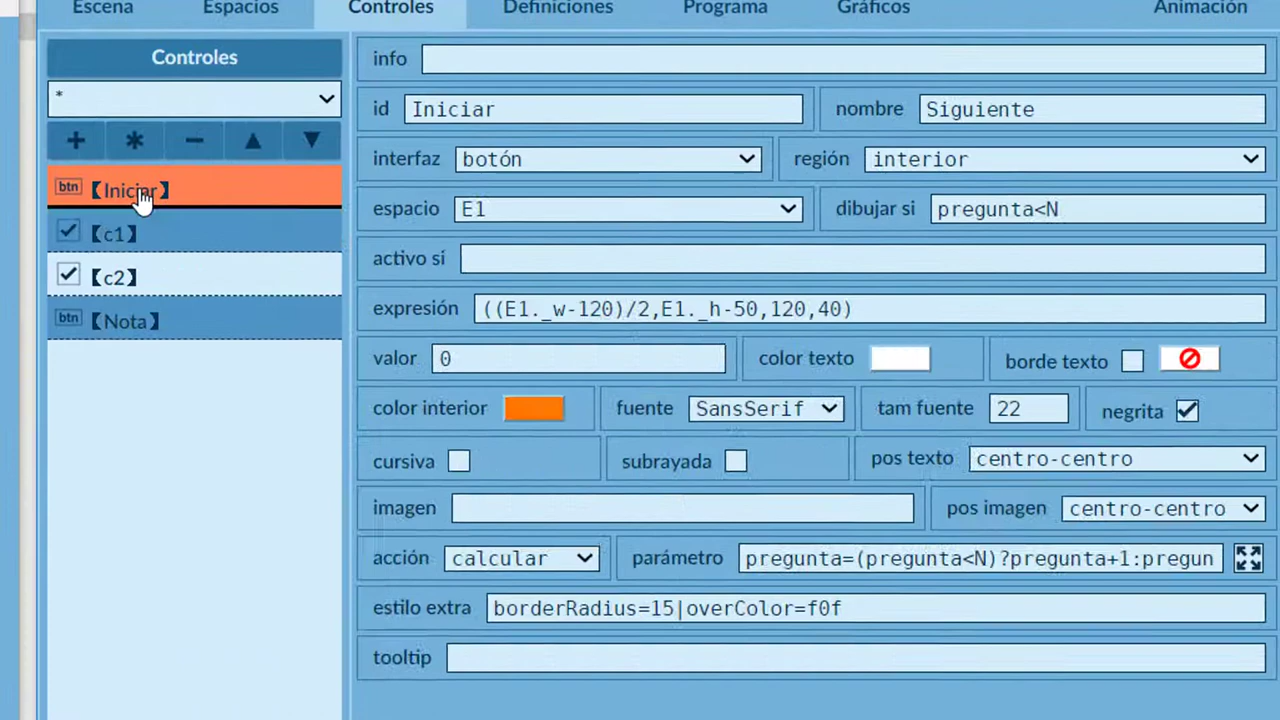 Escena Espacios Controles Definiciones Programa Gráficos Animación
Controles
*
btn 【Iniciar】
【c1】
【c2】
btn 【Nota】
info
id Iniciar nombre Siguiente
interfaz botón región interior
espacio E1 dibujar si pregunta<N
activo si
expresión ((E1._w-120)/2,E1._h-50,120,40)
valor 0 color texto borde texto
color interior fuente SansSerif tam fuente 22 negrita
cursiva subrayada pos texto centro-centro
imagen pos imagen centro-centro
acción calcular parámetro pregunta=(pregunta<N)?pregunta+1:pregun
estilo extra borderRadius=15|overColor=f0f
tooltip